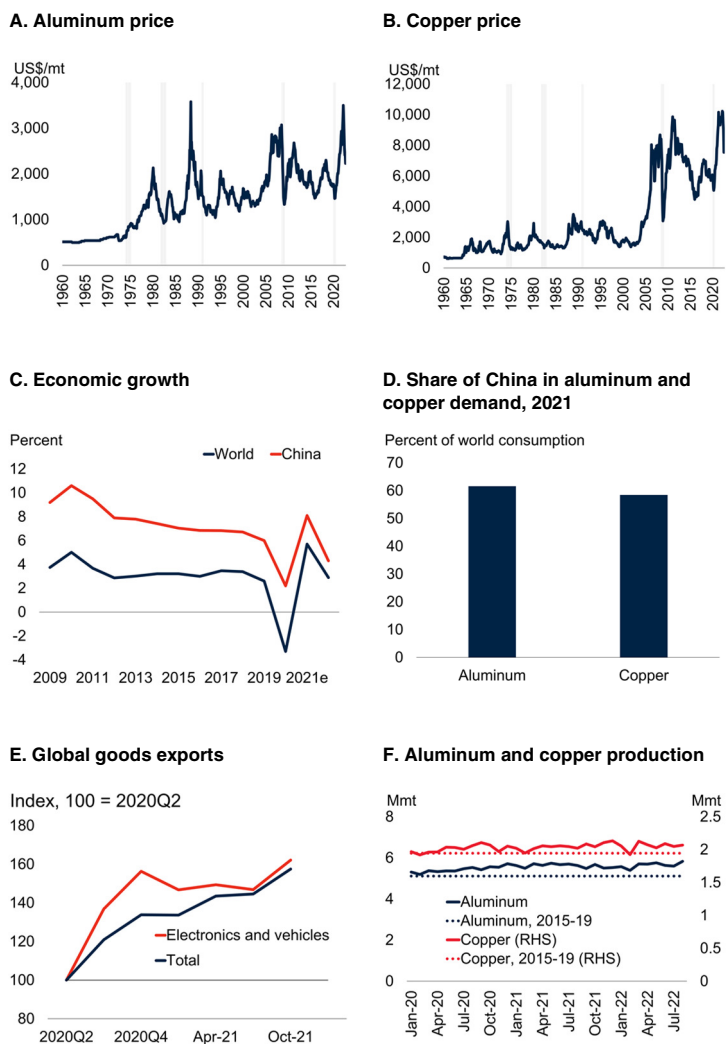 A. Aluminum price
US$/mt
4,000
3,000
2,000
1,000
0
1960
1965
1970
1975
1980
1985
1990
1995
2000
2005
2010
2015
2020
B. Copper price
US$/mt
12,000
10,000
8,000
6,000
4,000
2,000
0
1960
1965
1970
1975
1980
1985
1990
1995
2000
2005
2010
2015
2020
C. Economic growth
Percent
World
China
12
10
8
6
4
2
0
-2
-4
2009 2011 2013 2015 2017 2019 2021e
D. Share of China in aluminum and
copper demand, 2021
Percent of world consumption
70
60
50
40
30
20
10
0
Aluminum
Copper
E. Global goods exports
Index, 100 = 2020Q2
180
160
140
120
100
80
Electronics and vehicles
Total
2020Q2 2020Q4 Apr-21 Oct-21
F. Aluminum and copper production
Mmt
Mmt
8
6
4
2
0
2.5
2
1.5
1
0.5
0
Aluminum
Aluminum, 2015-19
Copper (RHS)
Copper, 2015-19 (RHS)
Jan-20
Apr-20
Jul-20
Oct-20
Jan-21
Apr-21
Jul-21
Oct-21
Jan-22
Apr-22
Jul-22